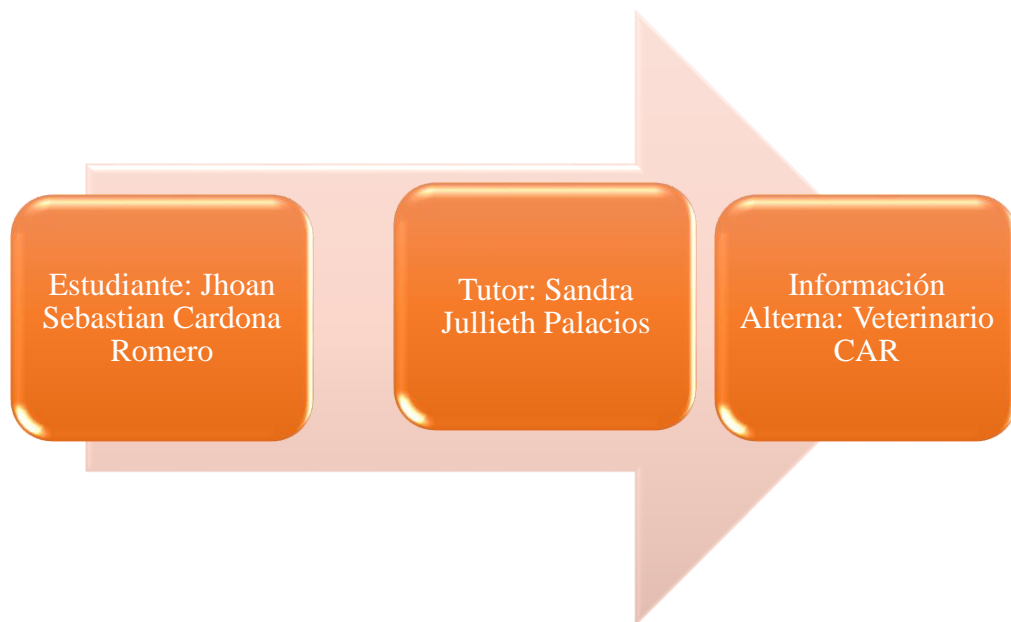 Estudiante: Jhoan
Sebastian Cardona
Romero
Tutor: Sandra
Jullieth Palacios
Información
Alterna: Veterinario
CAR